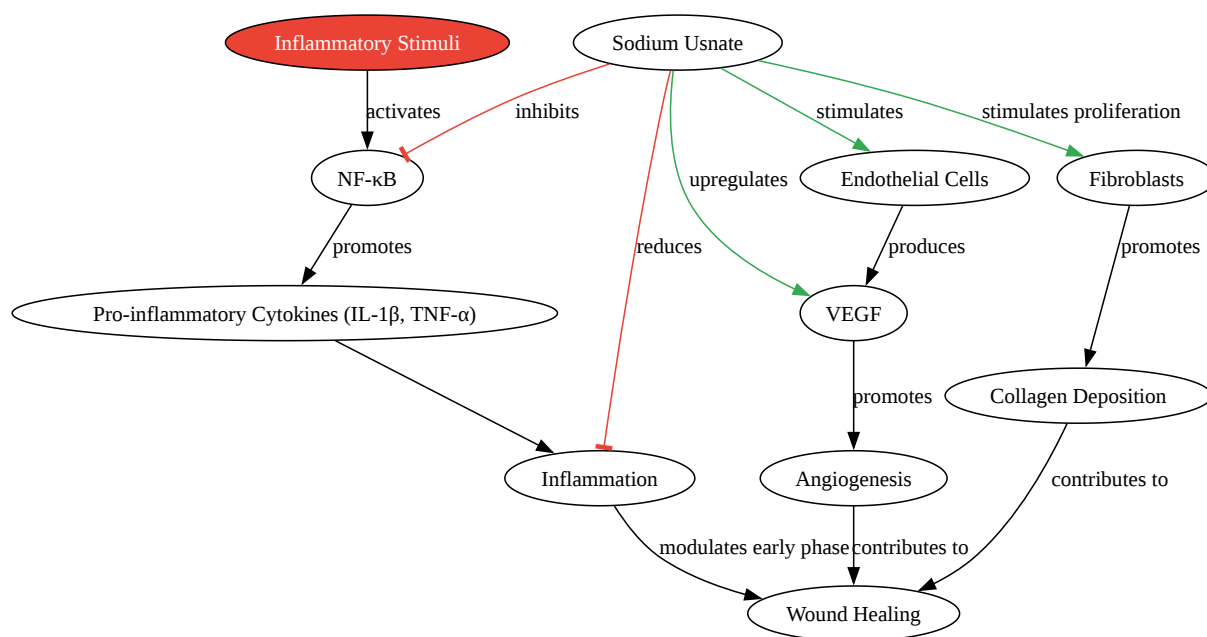 Inflammatory Stimuli
Sodium Usnate
activates
inhibits
stimulates
stimulates proliferation
NF-κB
upregulates
Endothelial Cells
Fibroblasts
promotes
reduces
produces
promotes
Pro-inflammatory Cytokines (IL-1β, TNF-α)
VEGF
promotes
Collagen Deposition
Inflammation
Angiogenesis
contributes to
modulates early phase
contributes to
Wound Healing